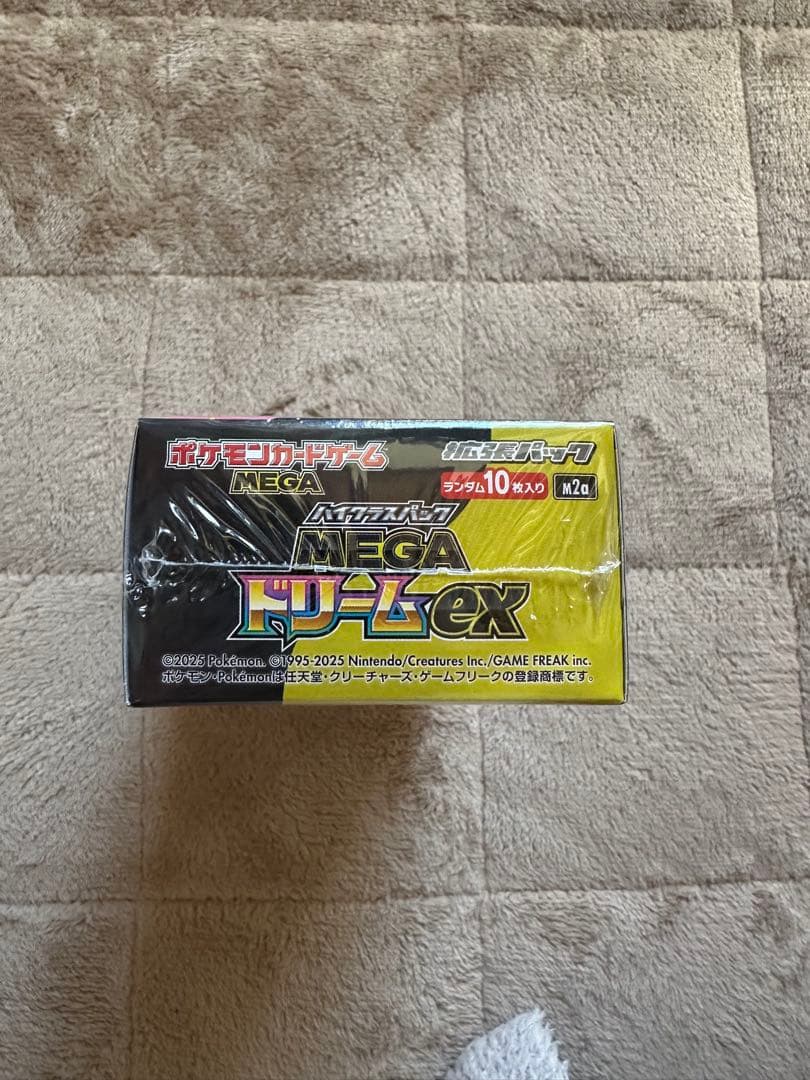 ポケモンカードゲーム 拡張パック
MEGA ランダム10枚入り M2a
ハイクラスパック
MEGA
ドリームex
©2025 Pokémon. ©1995-2025 Nintendo/Creatures Inc./GAME FREAK inc.
ポケモン・Pokémonは任天堂・クリーチャーズ・ゲームフリークの登録商標です。